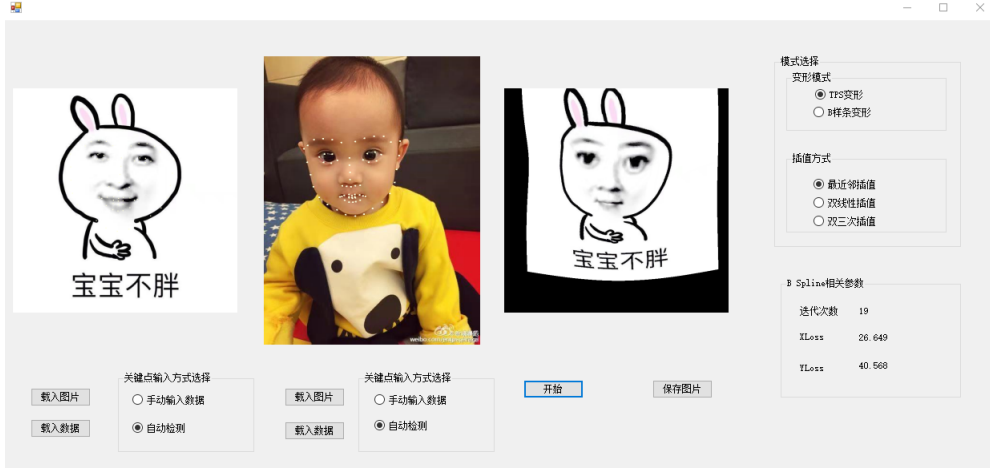 宝宝不胖
宝宝不胖
模式选择
变形模式
TPS变形
B样条变形
插值方式
最近邻插值
双线性插值
双三次插值
B Spline相关参数
迭代次数 19
XLoss 26.649
YLoss 40.568
载入图片
载入数据
关键点输入方式选择
手动输入数据
自动检测
载入图片
载入数据
关键点输入方式选择
手动输入数据
自动检测
开始
保存图片